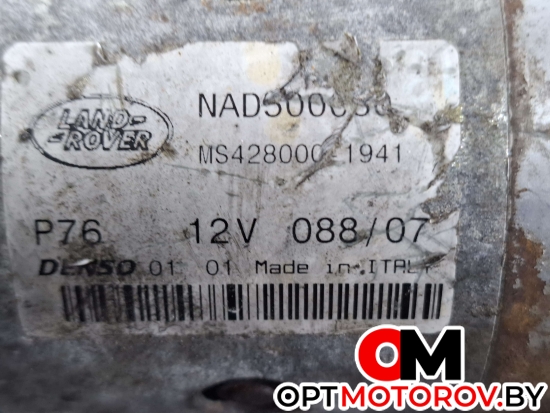 LAND-
ROVER
MS428000-1941
P76 12V 088/07
DENSO 01 01 Made in ITALY
OM
OPTMOTOROV.BY